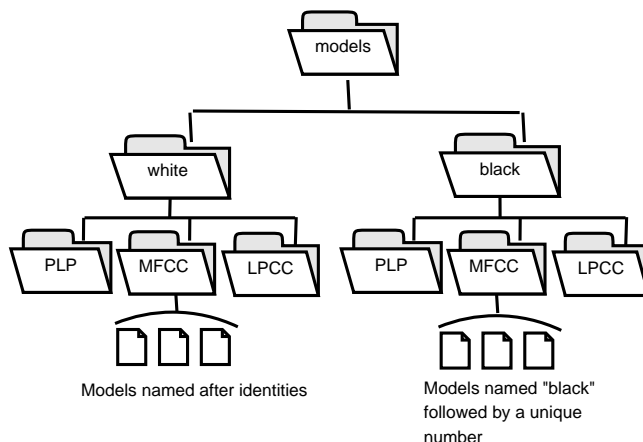 models
white
black
PLP
MFCC
LPCC
PLP
MFCC
LPCC
Models named after identities
Models named "black"
followed by a unique
number